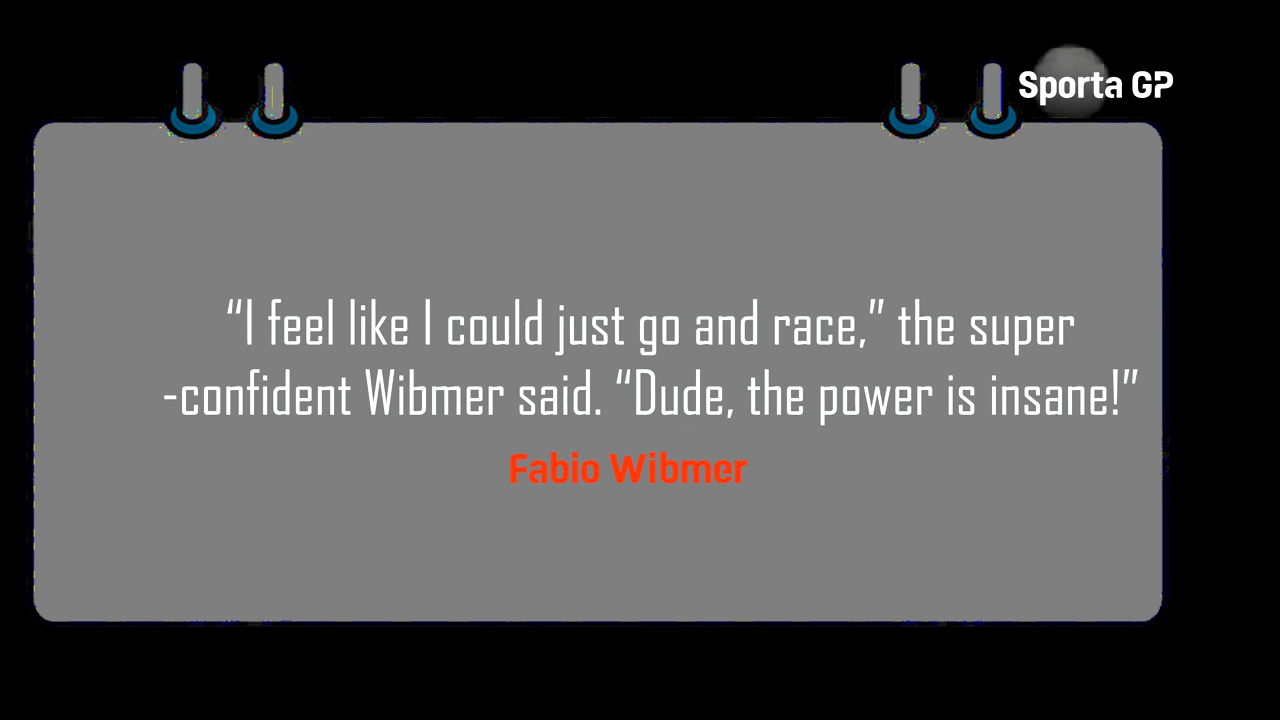 Sporta GP
“I feel like I could just go and race,” the super
-confident Wibmer said. “Dude, the power is insane!”
Fabio Wibmer